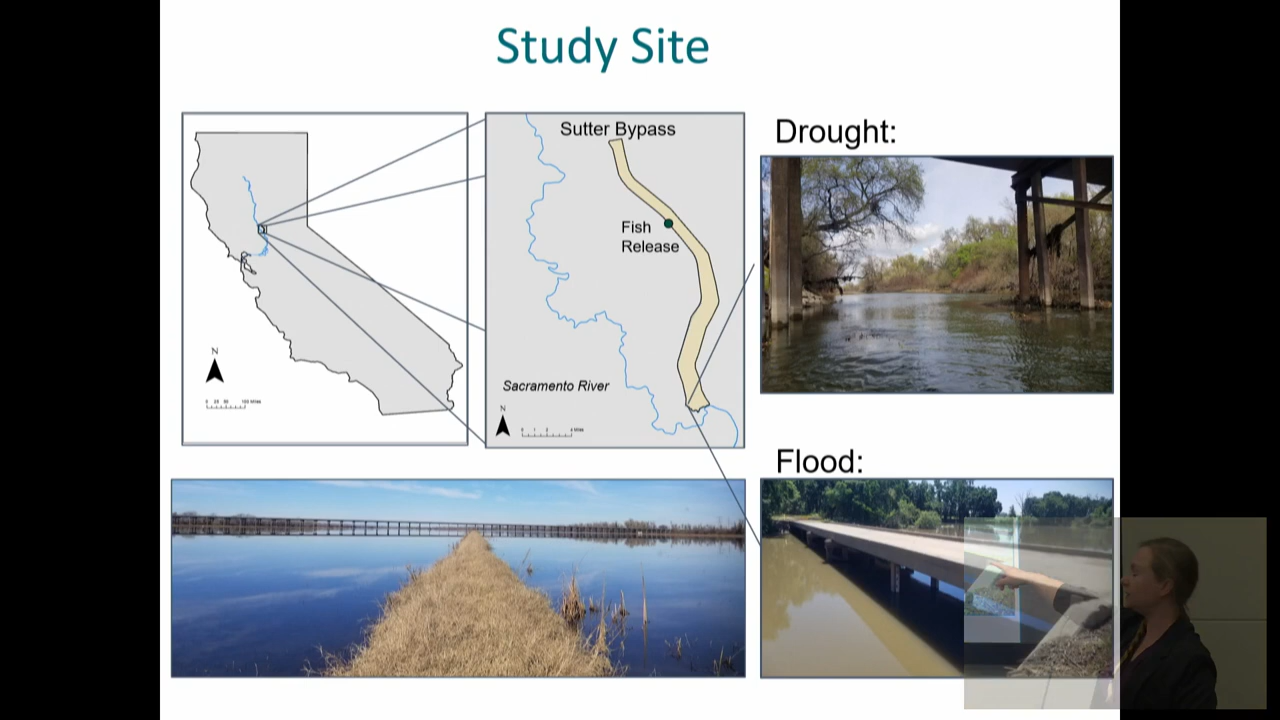 Study Site
Sutter Bypass
Fish
Release
Sacramento River
N
N
Drought:
Flood: